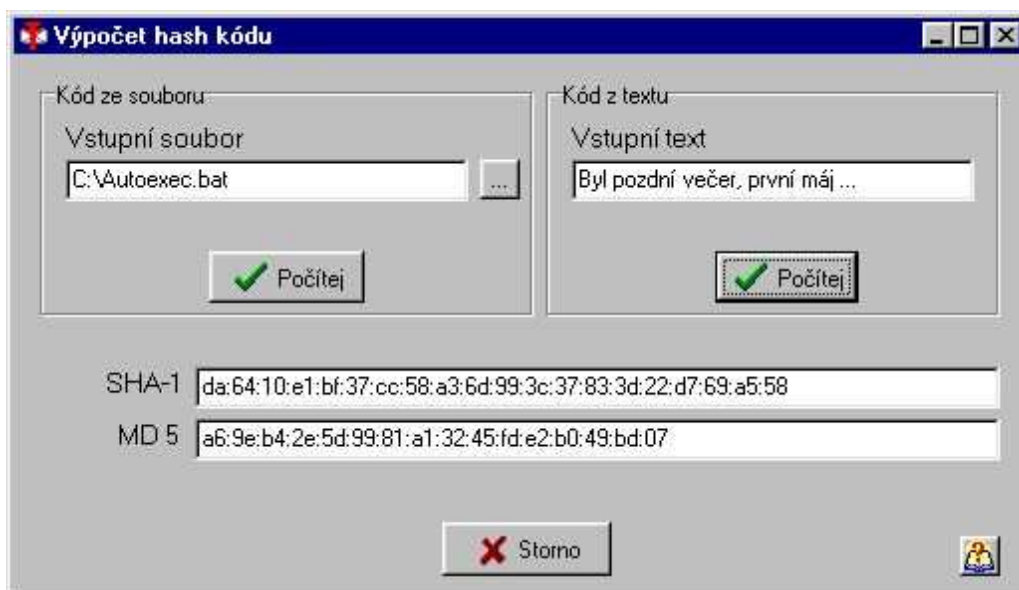 Výpočet hash kódu
Kód ze souboru
Vstupní soubor
C:\Autoexec.bat
...
Počítej
Kód z textu
Vstupní text
Byl pozdní večer, první máj ...
Počítej
SHA-1 da:64:10:e1:bf:37:cc:58:a3:6d:99:3c:37:83:3d:22:d7:69:a5:58
MD 5 a6:9e:b4:2e:5d:99:81:a1:32:45:fd:e2:b0:49:bd:07
Storno